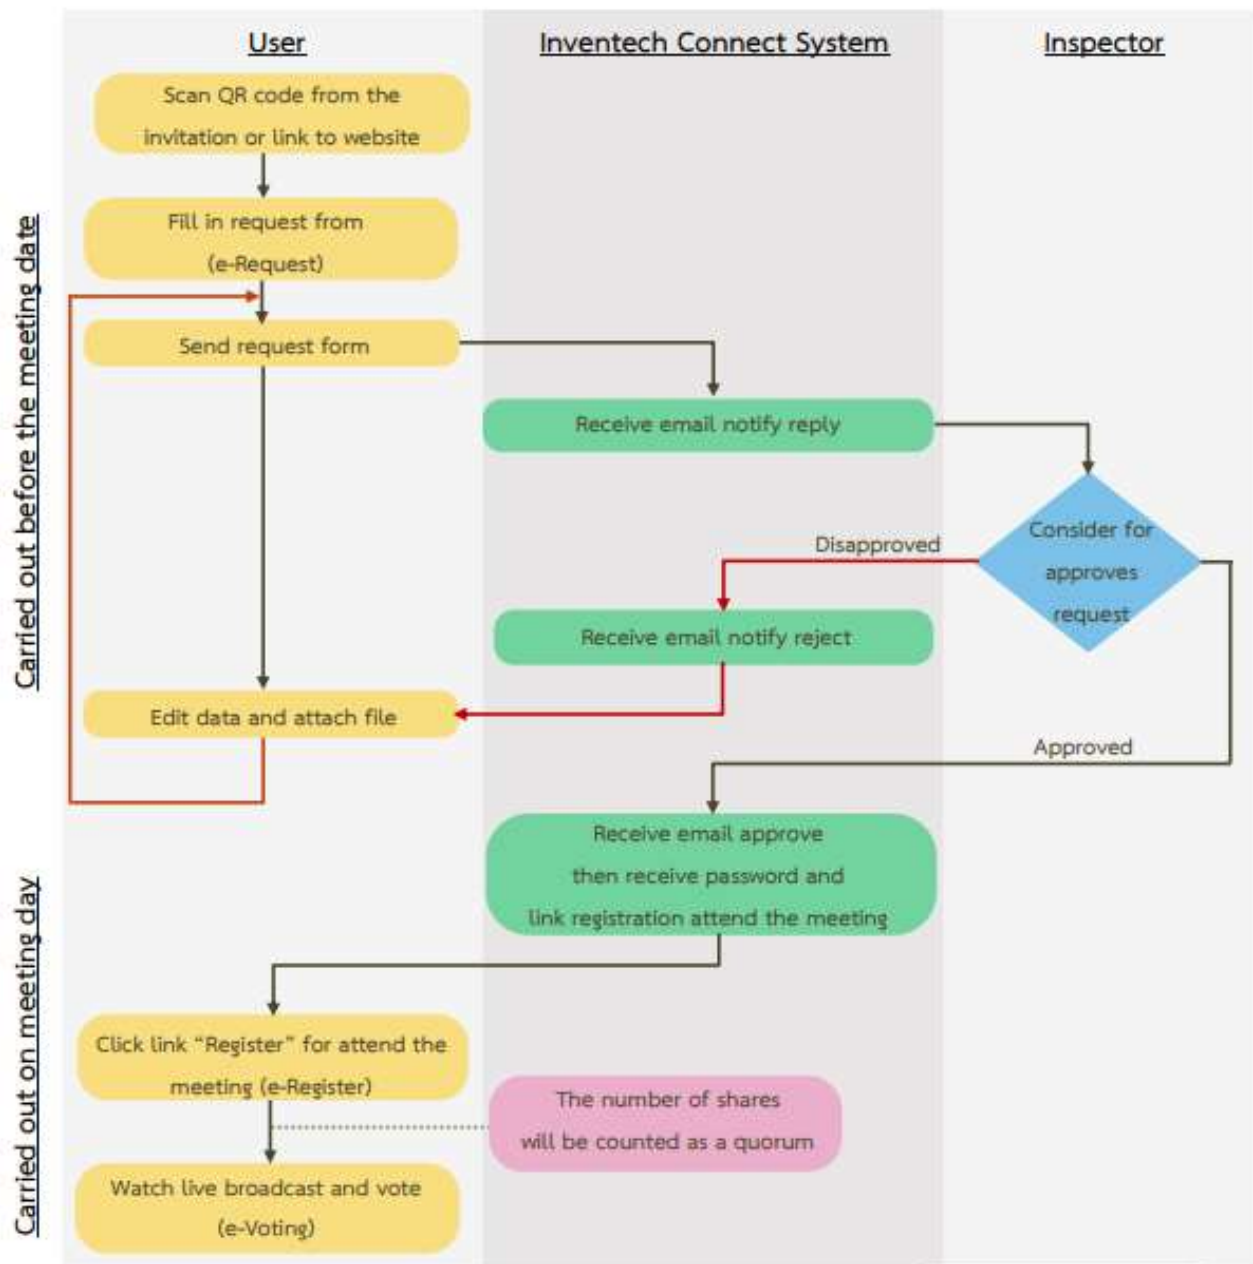 User
Inventech Connect System
Inspector
Carried out before the meeting date
Scan QR code from the
invitation or link to website
Fill in request from
(e-Request)
Send request form
Receive email notify reply
Consider for
approves
request
Disapproved
Receive email notify reject
Edit data and attach file
Approved
Carried out on meeting day
Receive email approve
then receive password and
link registration attend the meeting
Click link “Register” for attend the
meeting (e-Register)
The number of shares
will be counted as a quorum
Watch live broadcast and vote
(e-Voting)